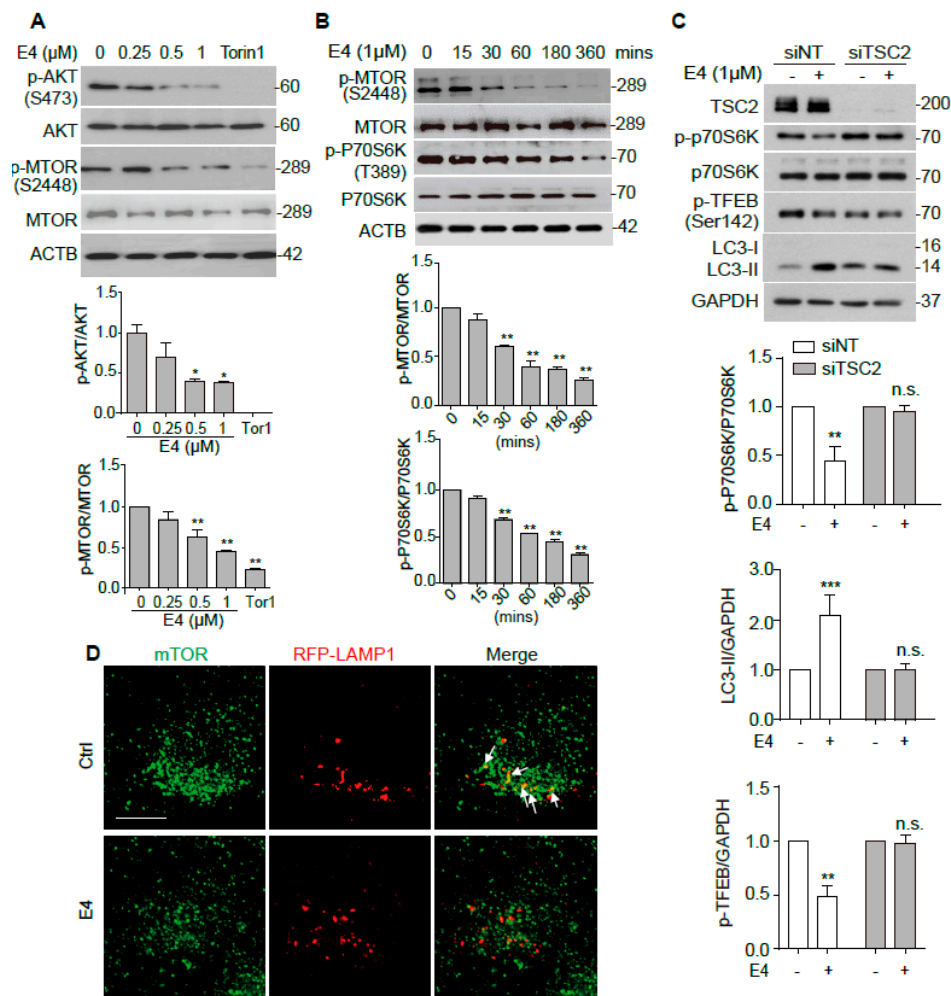 A
E4 (µM) 0 0.25 0.5 1 Torin1
p-AKT
(S473)
-60
AKT
-60
p-MTOR
(S2448)
-289
MTOR
-289
ACTB
-42
p-AKT/AKT
1.5
1.0
0.5
0.0
* *
0 0.25 0.5 1 Tor1
E4 (µM)
p-MTOR/MTOR
1.5
1.0
0.5
0.0
** ** **
0 0.25 0.5 1 Tor1
E4 (µM)
B
E4 (1µM) 0 15 30 60 180 360 mins
p-MTOR
(S2448)
-289
MTOR
-289
p-P70S6K
(T389)
-70
P70S6K
-70
ACTB
-42
p-MTOR/MTOR
1.5
1.0
0.5
0.0
** ** ** **
0 15 30 60 180 360
(mins)
p-P70S6K/P70S6K
1.5
1.0
0.5
0.0
** ** ** **
0 15 30 60 180 360
(mins)
C
siNT siTSC2
E4 (1µM) - + - +
TSC2
-200
p-p70S6K
-70
p70S6K
-70
p-TFEB
(Ser142)
-70
LC3-I
-16
LC3-II
-14
GAPDH
-37
siNT
siTSC2
p-P70S6K/P70S6K
1.5
1.0
0.5
0.0
** n.s.
E4 - + - +
LC3-II/GAPDH
3.0
2.0
1.0
0.0
*** n.s.
E4 - + - +
p-TFEB/GAPDH
1.5
1.0
0.5
0.0
** n.s.
E4 - + - +
D
mTOR RFP-LAMP1 Merge
Ctrl
E4